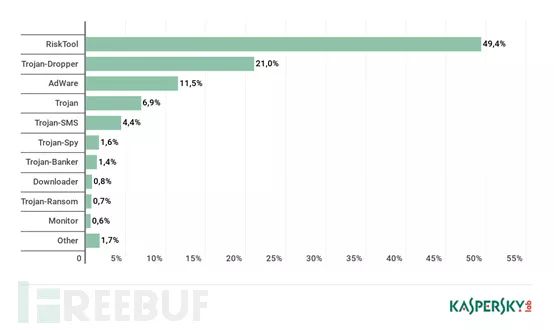 RiskTool 49,4%
Trojan-Dropper 21,0%
AdWare 11,5%
Trojan 6,9%
Trojan-SMS 4,4%
Trojan-Spy 1,6%
Trojan-Banker 1,4%
Downloader 0,8%
Trojan-Ransom 0,7%
Monitor 0,6%
Other 1,7%
0 5% 10% 15% 20% 25% 30% 35% 40% 45% 50% 55%
FREEBUF
KASPERSKY lab